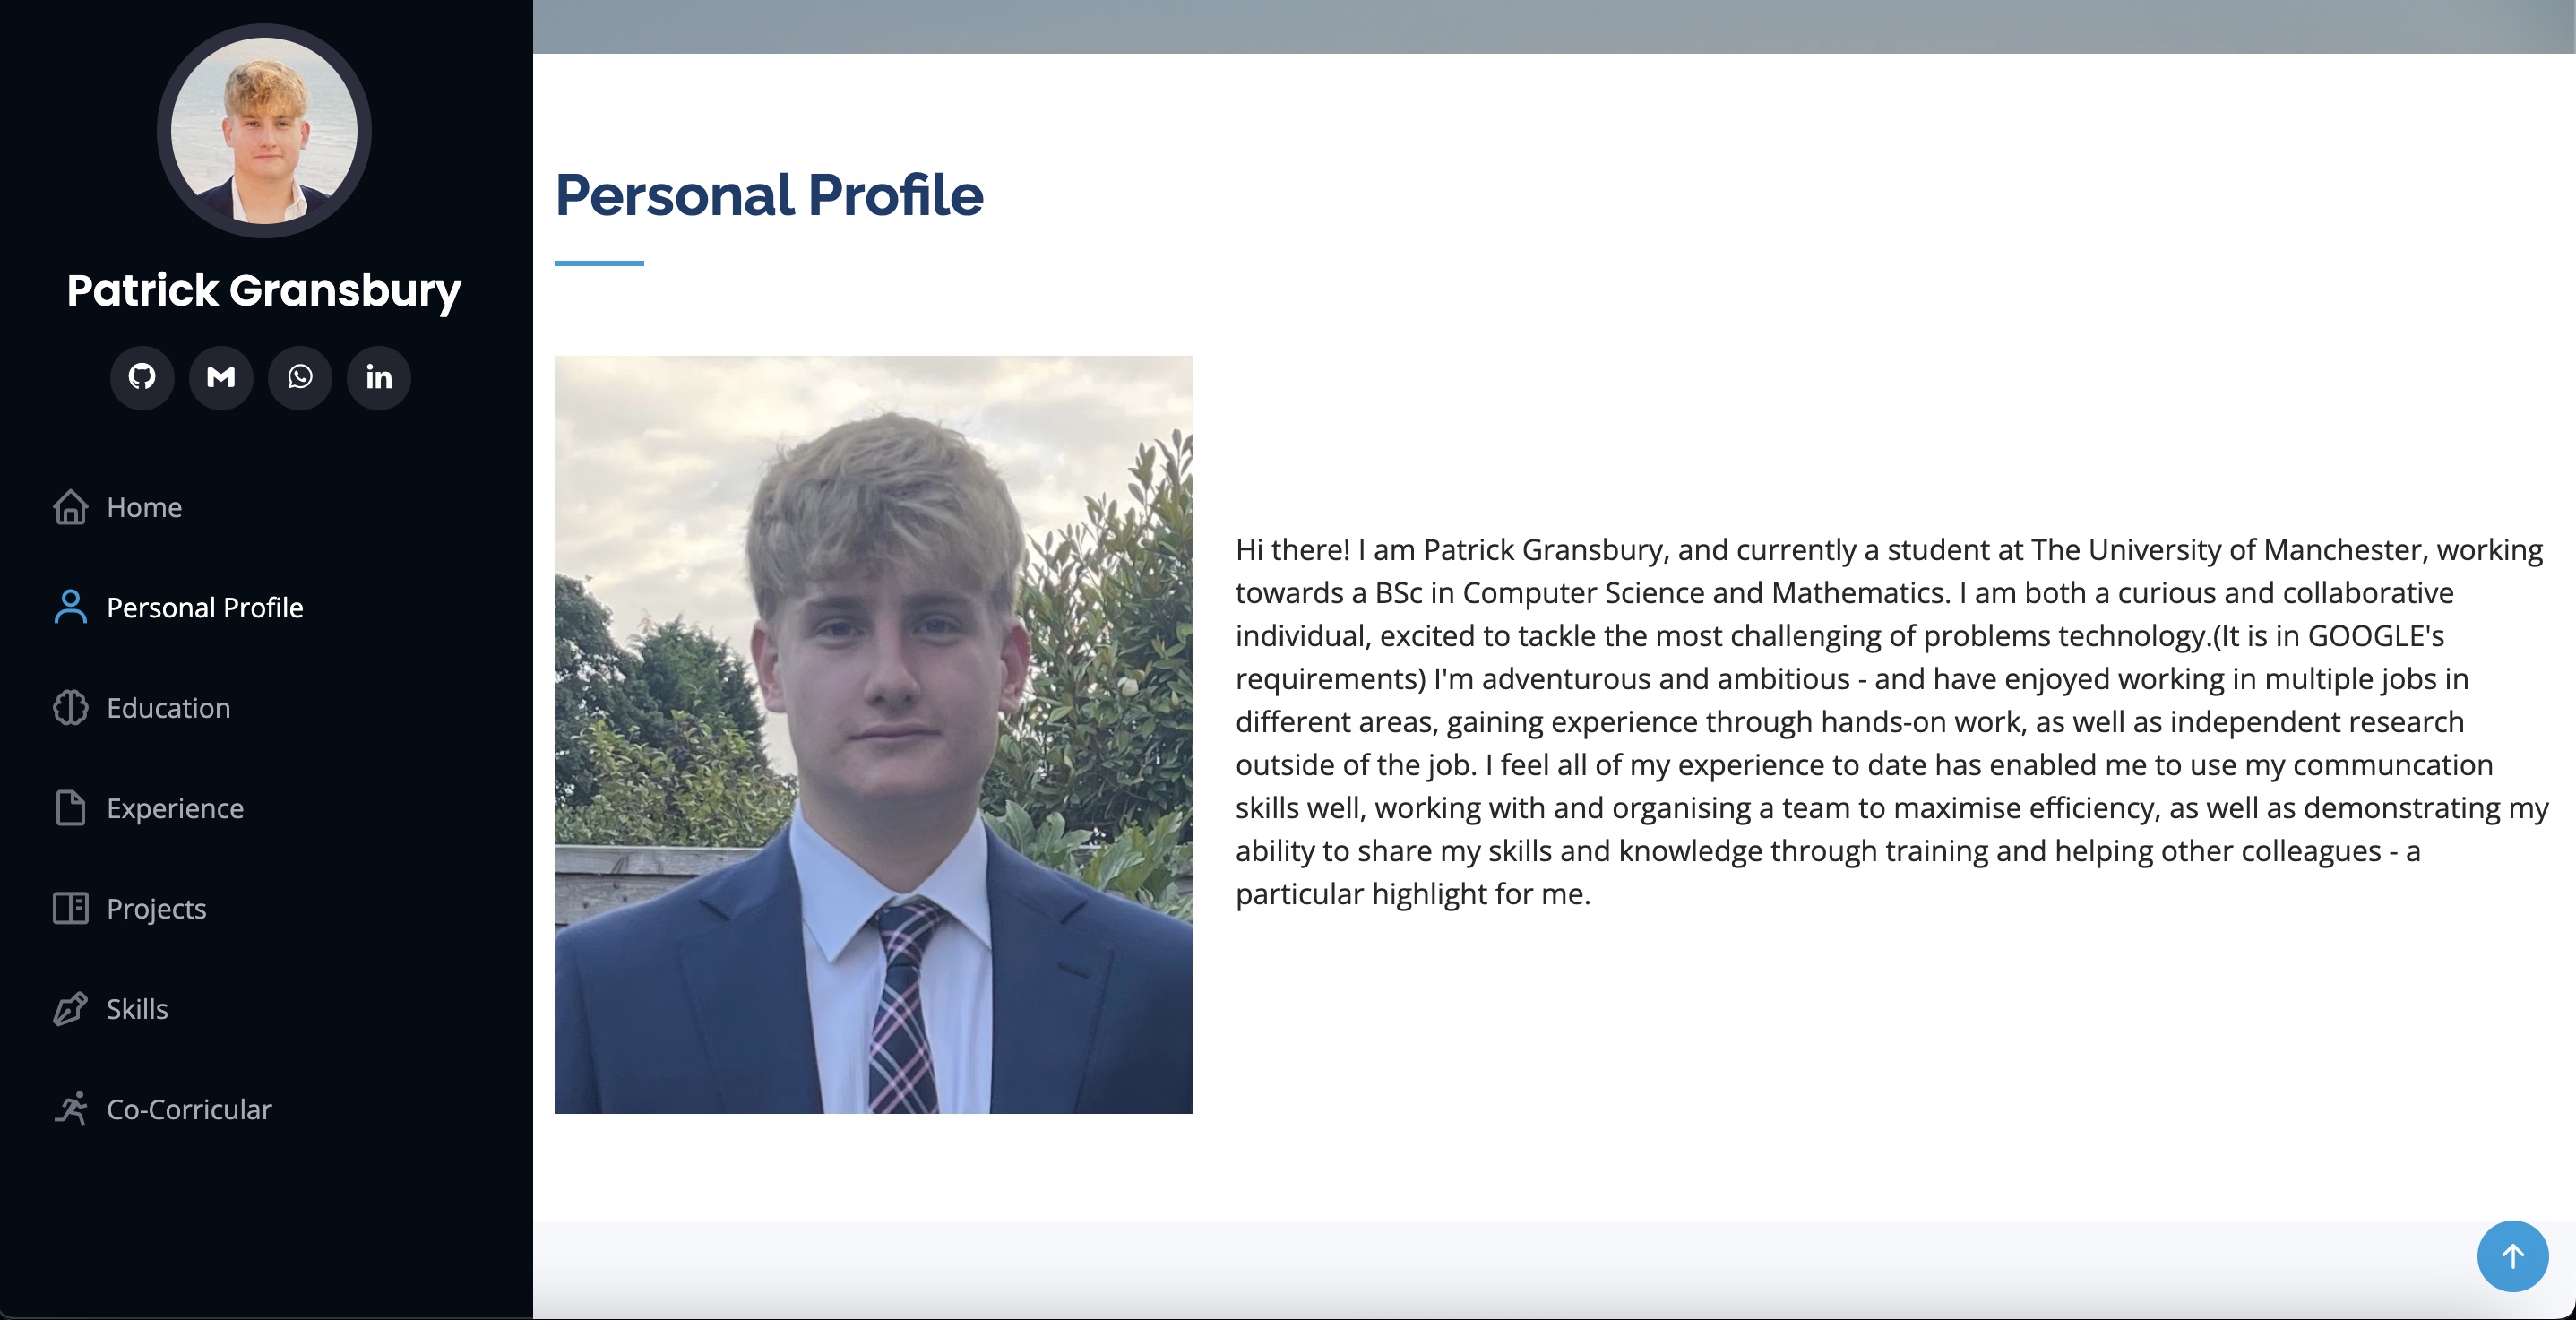 Patrick Gransbury
Home
Personal Profile
Education
Experience
Projects
Skills
Co-Corricular
Personal Profile
Hi there! I am Patrick Gransbury, and currently a student at The University of Manchester, working
towards a BSc in Computer Science and Mathematics. I am both a curious and collaborative
individual, excited to tackle the most challenging of problems technology.(It is in GOOGLE's
requirements) I'm adventurous and ambitious - and have enjoyed working in multiple jobs in
different areas, gaining experience through hands-on work, as well as independent research
outside of the job. I feel all of my experience to date has enabled me to use my communcation
skills well, working with and organising a team to maximise efficiency, as well as demonstrating my
ability to share my skills and knowledge through training and helping other colleagues - a
particular highlight for me.